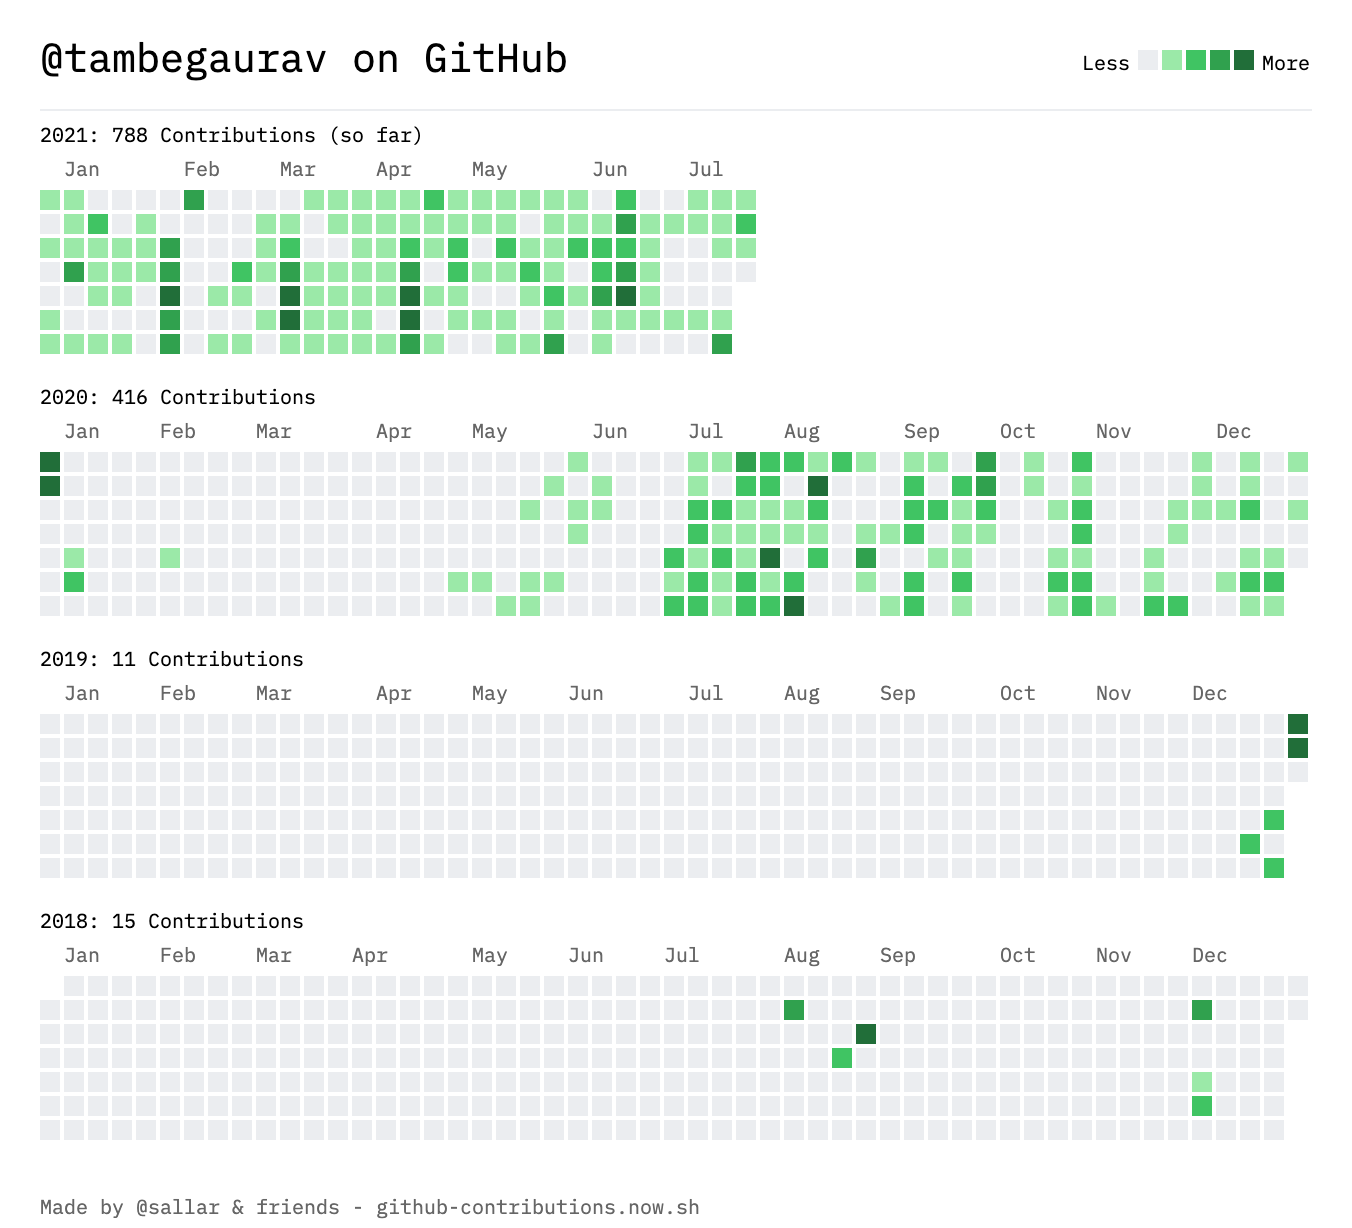 @tambegaurav on GitHub
Less More
2021: 788 Contributions (so far)
Jan Feb Mar Apr May Jun Jul
2020: 416 Contributions
Jan Feb Mar Apr May Jun Jul Aug Sep Oct Nov Dec
2019: 11 Contributions
Jan Feb Mar Apr May Jun Jul Aug Sep Oct Nov Dec
2018: 15 Contributions
Jan Feb Mar Apr May Jun Jul Aug Sep Oct Nov Dec
Made by @sallar & friends - github-contributions.now.sh